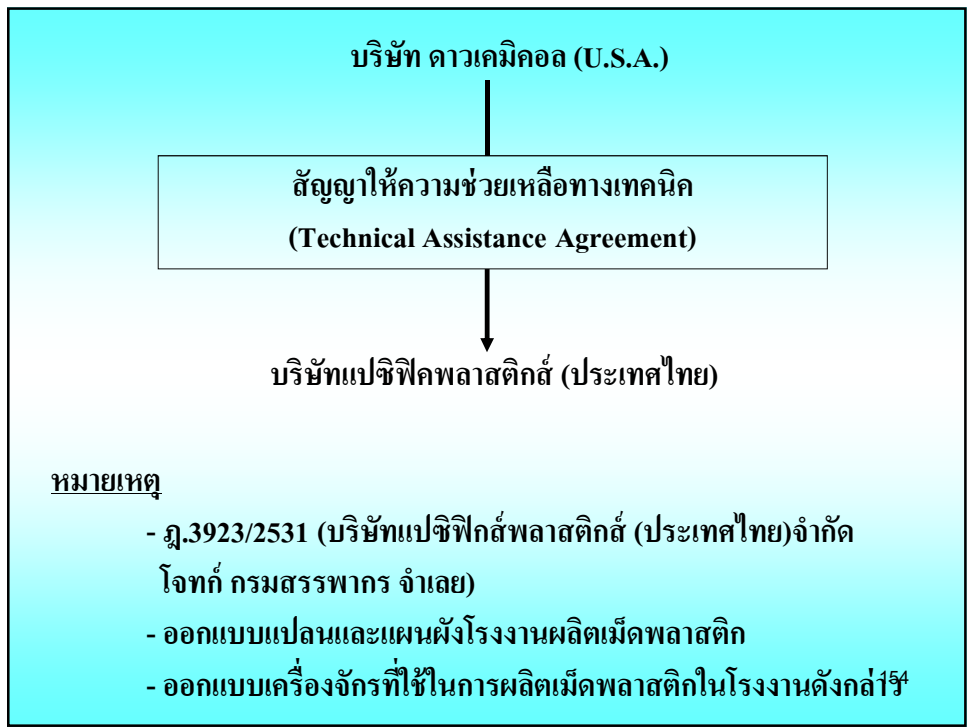 บริษัท ดาวเคมิคอล (U.S.A.)
สัญญาให้ความช่วยเหลือทางเทคนิค
(Technical Assistance Agreement)
บริษัทแปซิฟิคพลาสติกส์ (ประเทศไทย)
หมายเหตุ
- ฎ.3923/2531 (บริษัทแปซิฟิกส์พลาสติกส์ (ประเทศไทย)จำกัด
โจทก์ กรมสรรพากร จำเลย)
- ออกแบบแปลนและแผนผังโรงงานผลิตเม็ดพลาสติก
- ออกแบบเครื่องจักรที่ใช้ในการผลิตเม็ดพลาสติกในโรงงานดังกล่าว
154